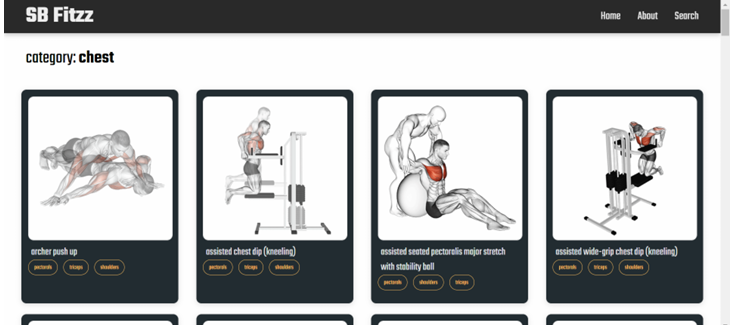 SB Fitzz
Home About Search
category: chest
archer push up
pectorals triceps shoulders
assisted chest dip (kneeling)
pectorals triceps shoulders
assisted seated pectoralis major stretch
with stability ball
pectorals shoulders triceps
assisted wide-grip chest dip (kneeling)
pectorals triceps shoulders